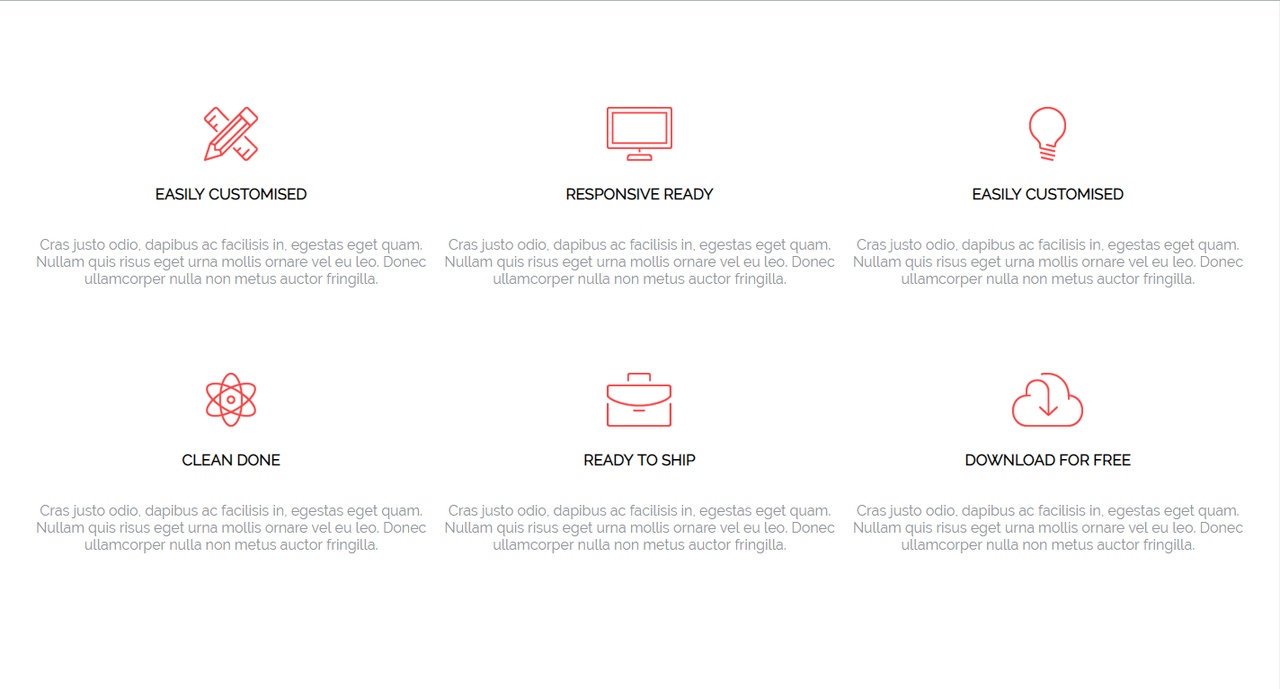 EASILY CUSTOMISED
Cras justo odio, dapibus ac facilisis in, egestas eget quam.
Nullam quis risus eget urna mollis ornare vel eu leo. Donec
ullamcorper nulla non metus auctor fringilla.
RESPONSIVE READY
Cras justo odio, dapibus ac facilisis in, egestas eget quam.
Nullam quis risus eget urna mollis ornare vel eu leo. Donec
ullamcorper nulla non metus auctor fringilla.
EASILY CUSTOMISED
Cras justo odio, dapibus ac facilisis in, egestas eget quam.
Nullam quis risus eget urna mollis ornare vel eu leo. Donec
ullamcorper nulla non metus auctor fringilla.
CLEAN DONE
Cras justo odio, dapibus ac facilisis in, egestas eget quam.
Nullam quis risus eget urna mollis ornare vel eu leo. Donec
ullamcorper nulla non metus auctor fringilla.
READY TO SHIP
Cras justo odio, dapibus ac facilisis in, egestas eget quam.
Nullam quis risus eget urna mollis ornare vel eu leo. Donec
ullamcorper nulla non metus auctor fringilla.
DOWNLOAD FOR FREE
Cras justo odio, dapibus ac facilisis in, egestas eget quam.
Nullam quis risus eget urna mollis ornare vel eu leo. Donec
ullamcorper nulla non metus auctor fringilla.